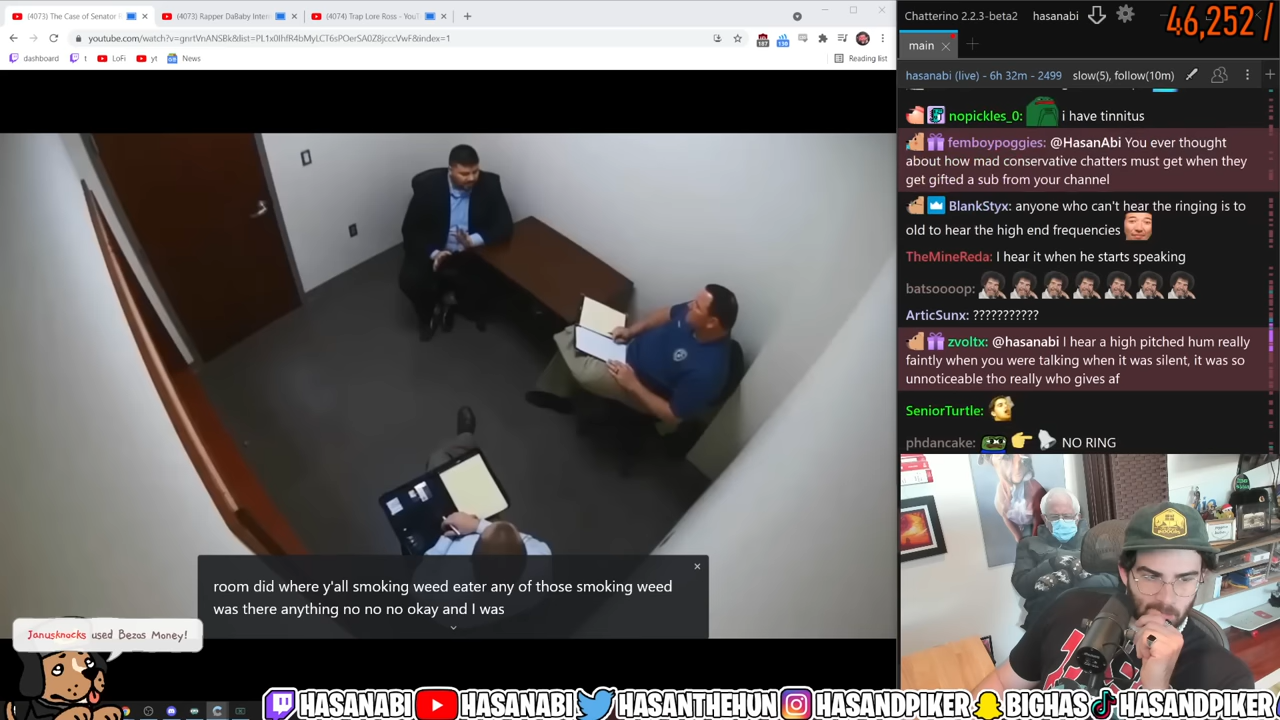 (4073) The Case of Senator R
(4073) Rapper DaBaby Inter
(4074) Trap Lore Ross - YouT
youtube.com/watch?v=gnrtVnANSBk&list=PL1x0IhfR4bMyLCT6sPOerSA0Z8jcccVwF&index=1
187
138
dashboard
t
LoFi
yt
News
Reading list
Chatterino 2.2.3-beta2
hasanabi
46,252 /
main
hasanabi (live) - 6h 32m - 2499
slow(5), follow(10m)
nopickles_0: i have tinnitus
femboypoggies: @HasanAbi You ever thought
about how mad conservative chatters must get when they
get gifted a sub from your channel
BlankStyx: anyone who can't hear the ringing is to
old to hear the high end frequencies
TheMineReda: I hear it when he starts speaking
batsoooop:
ArticSunx: ???????????
zvoltx: @hasanabi I hear a high pitched hum really
faintly when you were talking when it was silent, it was so
unnoticeable tho really who gives af
SeniorTurtle:
phdancake: NO RING
room did where y'all smoking weed eater any of those smoking weed
was there anything no no no okay and I was
Janusknacks used Bezos Money!
HASANABI
HASANABI
HASANTHEHUN
HASANDPIKER
BIGHAS
HASANDPIKER